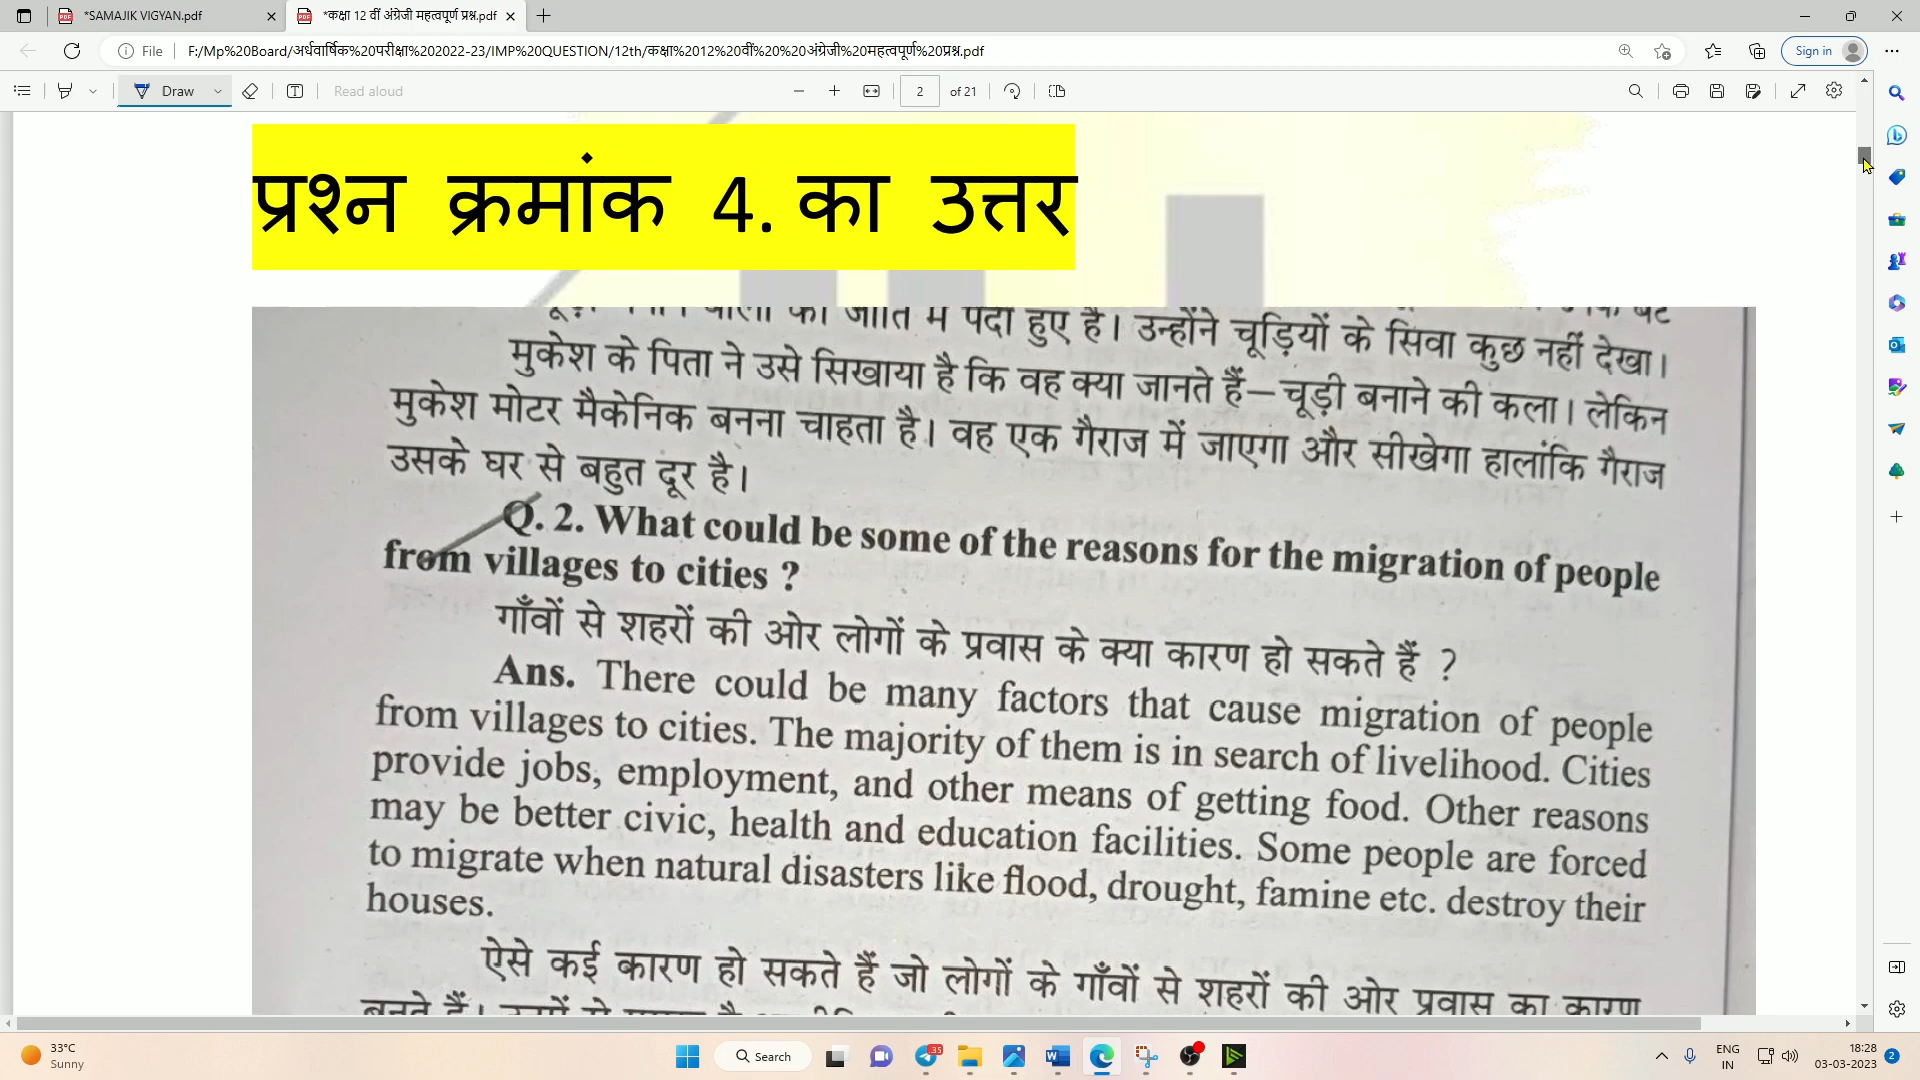 *SAMAJIK VIGYAN.pdf
*कक्षा 12 वीं अंग्रेजी महत्वपूर्ण प्रश्न.pdf
File
F:/Mp%20Board/अर्धवार्षिक%20परीक्षा%202022-23/IMP%20QUESTION/12th/कक्षा%2012%20वीं%20%20अंग्रेजी%20महत्वपूर्ण%20प्रश्न.pdf
Sign in
Draw
Read aloud
2 of 21
प्रश्न क्रमांक 4. का उत्तर
जाति में पैदा हुए हैं। उन्होंने चूड़ियों के सिवा कुछ नहीं देखा।
मुकेश के पिता ने उसे सिखाया है कि वह क्या जानते हैं—चूड़ी बनाने की कला। लेकिन
मुकेश मोटर मैकेनिक बनना चाहता है। वह एक गैराज में जाएगा और सीखेगा हालांकि गैराज
उसके घर से बहुत दूर है।
Q. 2. What could be some of the reasons for the migration of people
from villages to cities ?
गाँवों से शहरों की ओर लोगों के प्रवास के क्या कारण हो सकते हैं ?
Ans. There could be many factors that cause migration of people
from villages to cities. The majority of them is in search of livelihood. Cities
provide jobs, employment, and other means of getting food. Other reasons
may be better civic, health and education facilities. Some people are forced
to migrate when natural disasters like flood, drought, famine etc. destroy their
houses.
ऐसे कई कारण हो सकते हैं जो लोगों के गाँवों से शहरों की ओर प्रवास का कारण
बनते हैं।
33°C
Sunny
Search
35
ENG
IN
18:28
03-03-2023
2